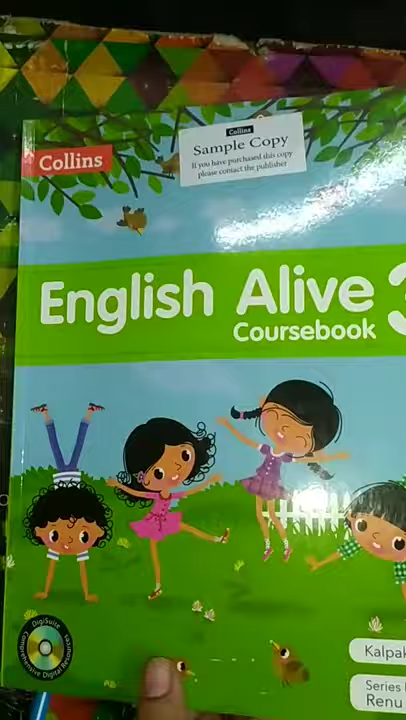 Collins
Collins
Sample Copy
If you have purchased this copy
please contact the publisher
English Alive 3
Coursebook
DigiSuite
Comprehensive Digital Resources
Series
Renu